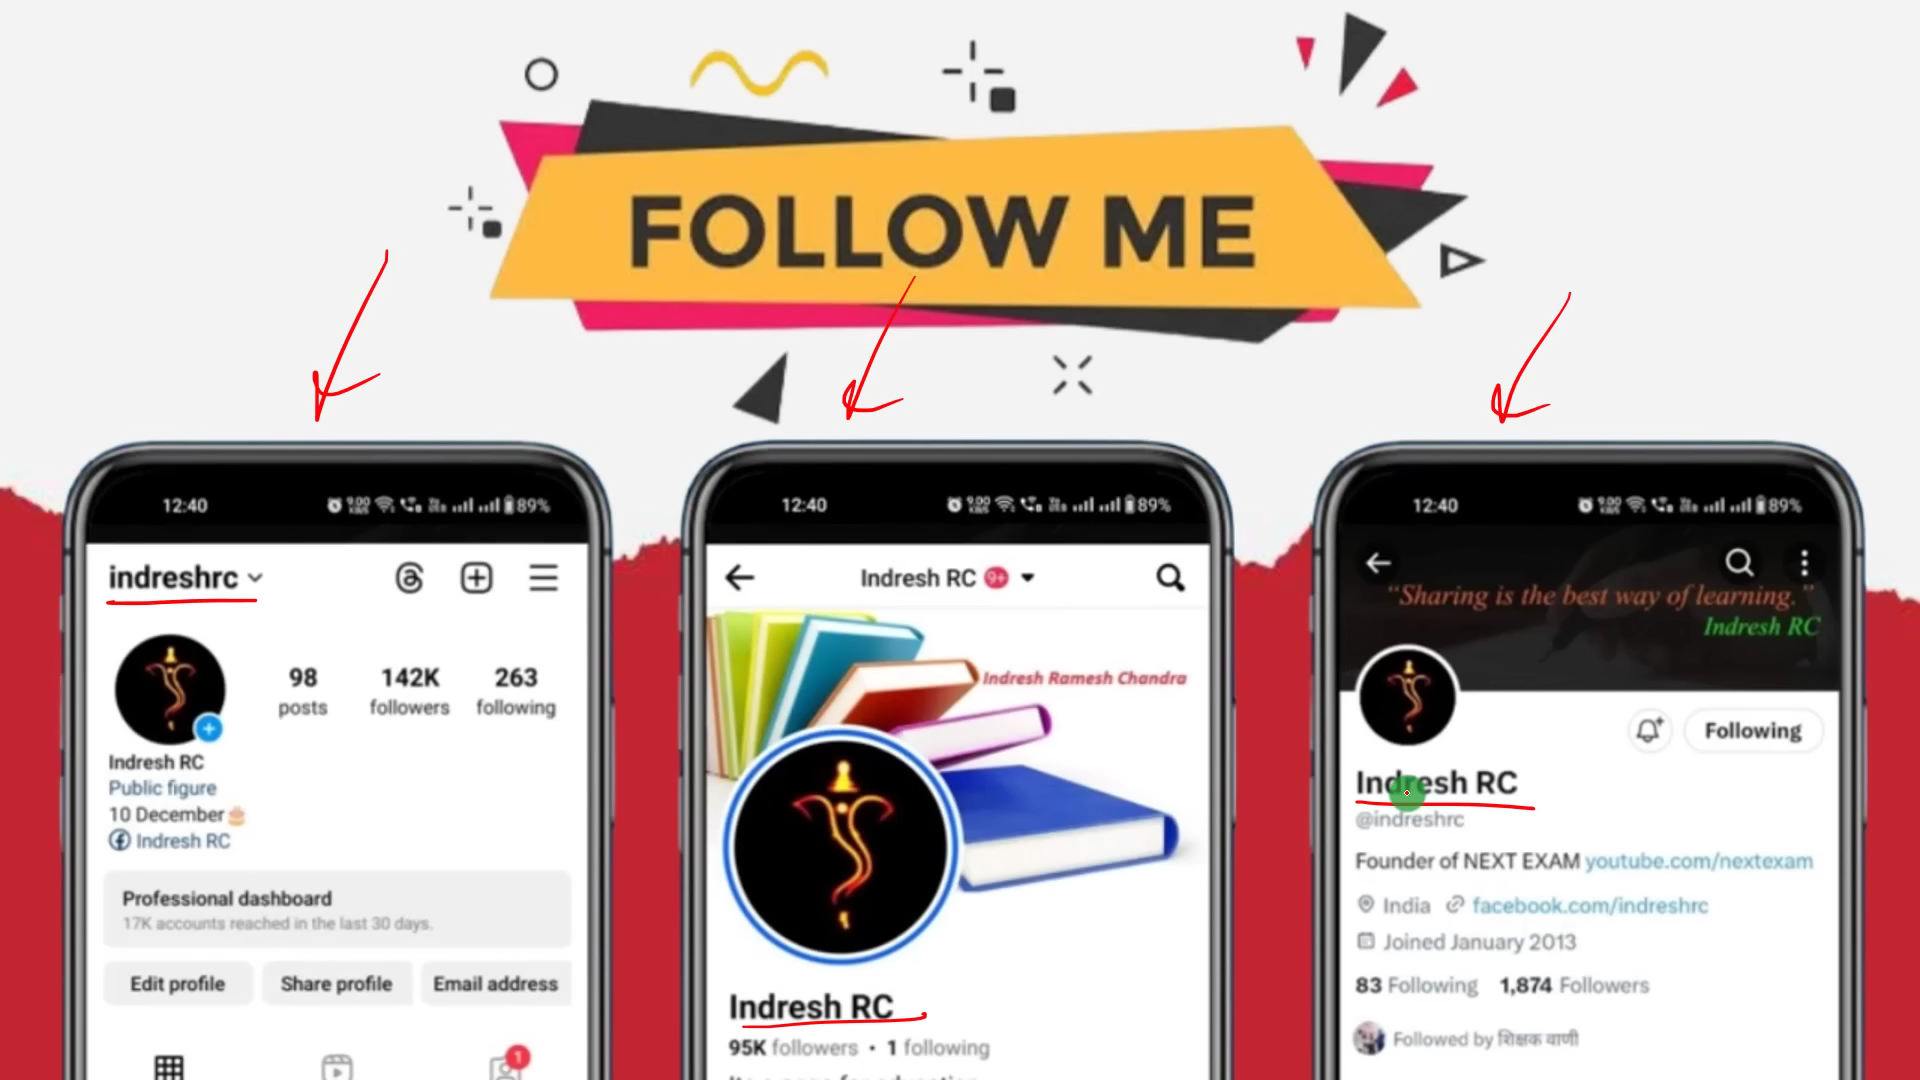 FOLLOW ME
12:40
89%
indreshrc
98
posts
142K
followers
263
following
Indresh RC
Public figure
10 December
Indresh RC
Professional dashboard
17K accounts reached in the last 30 days.
Edit profile
Share profile
Email address
1
12:40
89%
Indresh RC 9+
Indresh Ramesh Chandra
Indresh RC
95K followers • 1 following
12:40
89%
“Sharing is the best way of learning.”
Indresh RC
Following
Indresh RC
@indreshrc
Founder of NEXT EXAM youtube.com/nextexam
India facebook.com/indreshrc
Joined January 2013
83 Following 1,874 Followers
Followed by शिक्षक वाणी